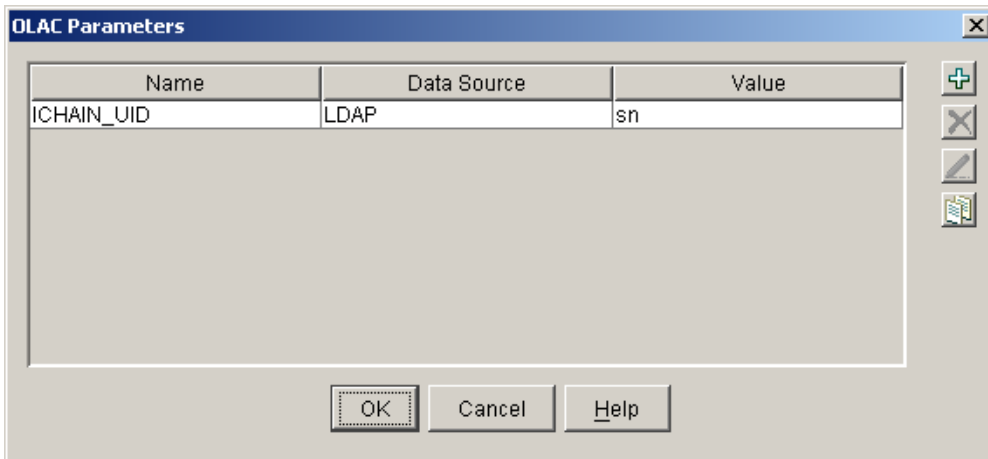 OLAC Parameters
Name Data Source Value
ICHAIN_UID LDAP sn
OK Cancel Help